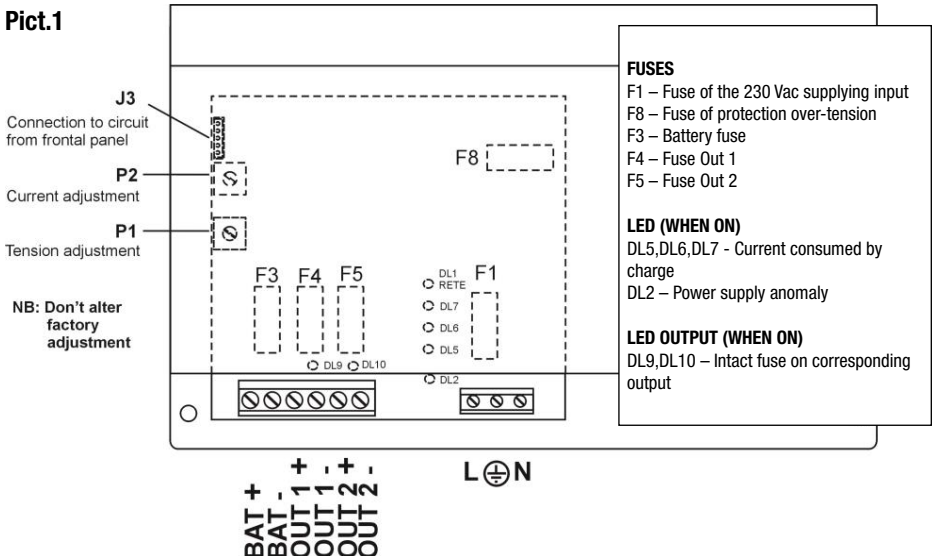 Pict.1
J3
Connection to circuit
from frontal panel
P2
Current adjustment
P1
Tension adjustment
NB: Don't alter
factory
adjustment
F8
F3 F4 F5
DL1
RETE
F1
DL7
DL6
DL5
DL9 DL10
DL2
BAT +
BAT -
OUT 1 +
OUT 1 -
OUT 2 +
OUT 2 -
L N
FUSES
F1 – Fuse of the 230 Vac supplying input
F8 – Fuse of protection over-tension
F3 – Battery fuse
F4 – Fuse Out 1
F5 – Fuse Out 2
LED (WHEN ON)
DL5,DL6,DL7 - Current consumed by
charge
DL2 – Power supply anomaly
LED OUTPUT (WHEN ON)
DL9,DL10 – Intact fuse on corresponding
output